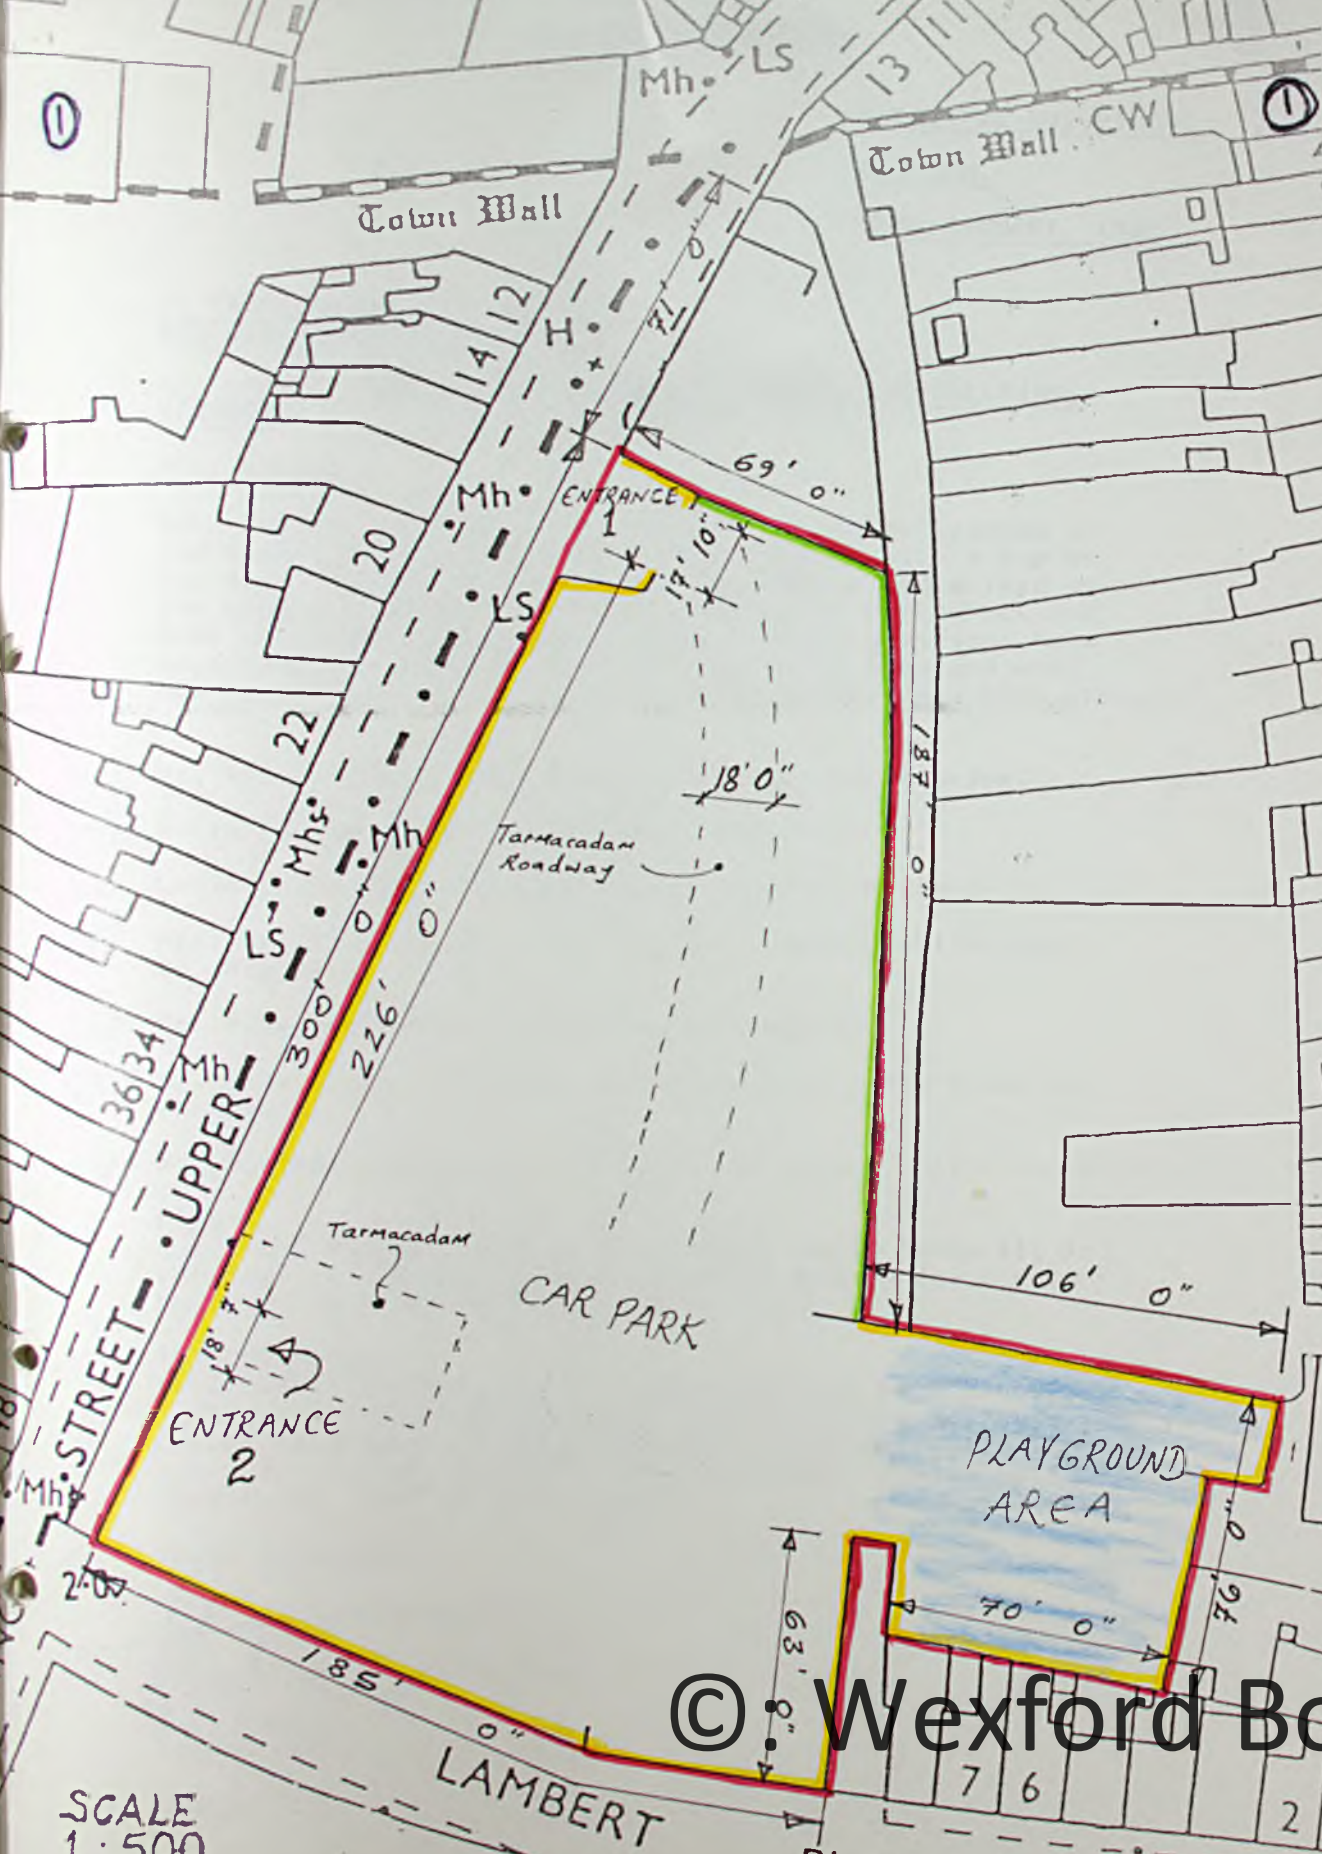 LS
Mh
13
1
1
CW
Town Wall
Town Wall
12
0"
71'
H
14
69' 0"
Mh
ENTRANCE
1
17' 10"
20
LS
187' 0"
22
18' 0"
Mhs
Mh
Tarmacadam
Roadway
0"
0"
LS
300'
226'
34
36
Mh
UPPER
STREET
Tarmacadam
106' 0"
CAR PARK
18' 7"
ENTRANCE
2
PLAYGROUND
AREA
Mh
76' 0"
70' 0"
63' 0"
185' 0"
© : Wexford Bo
LAMBERT
7
6
2
SCALE
1 : 500